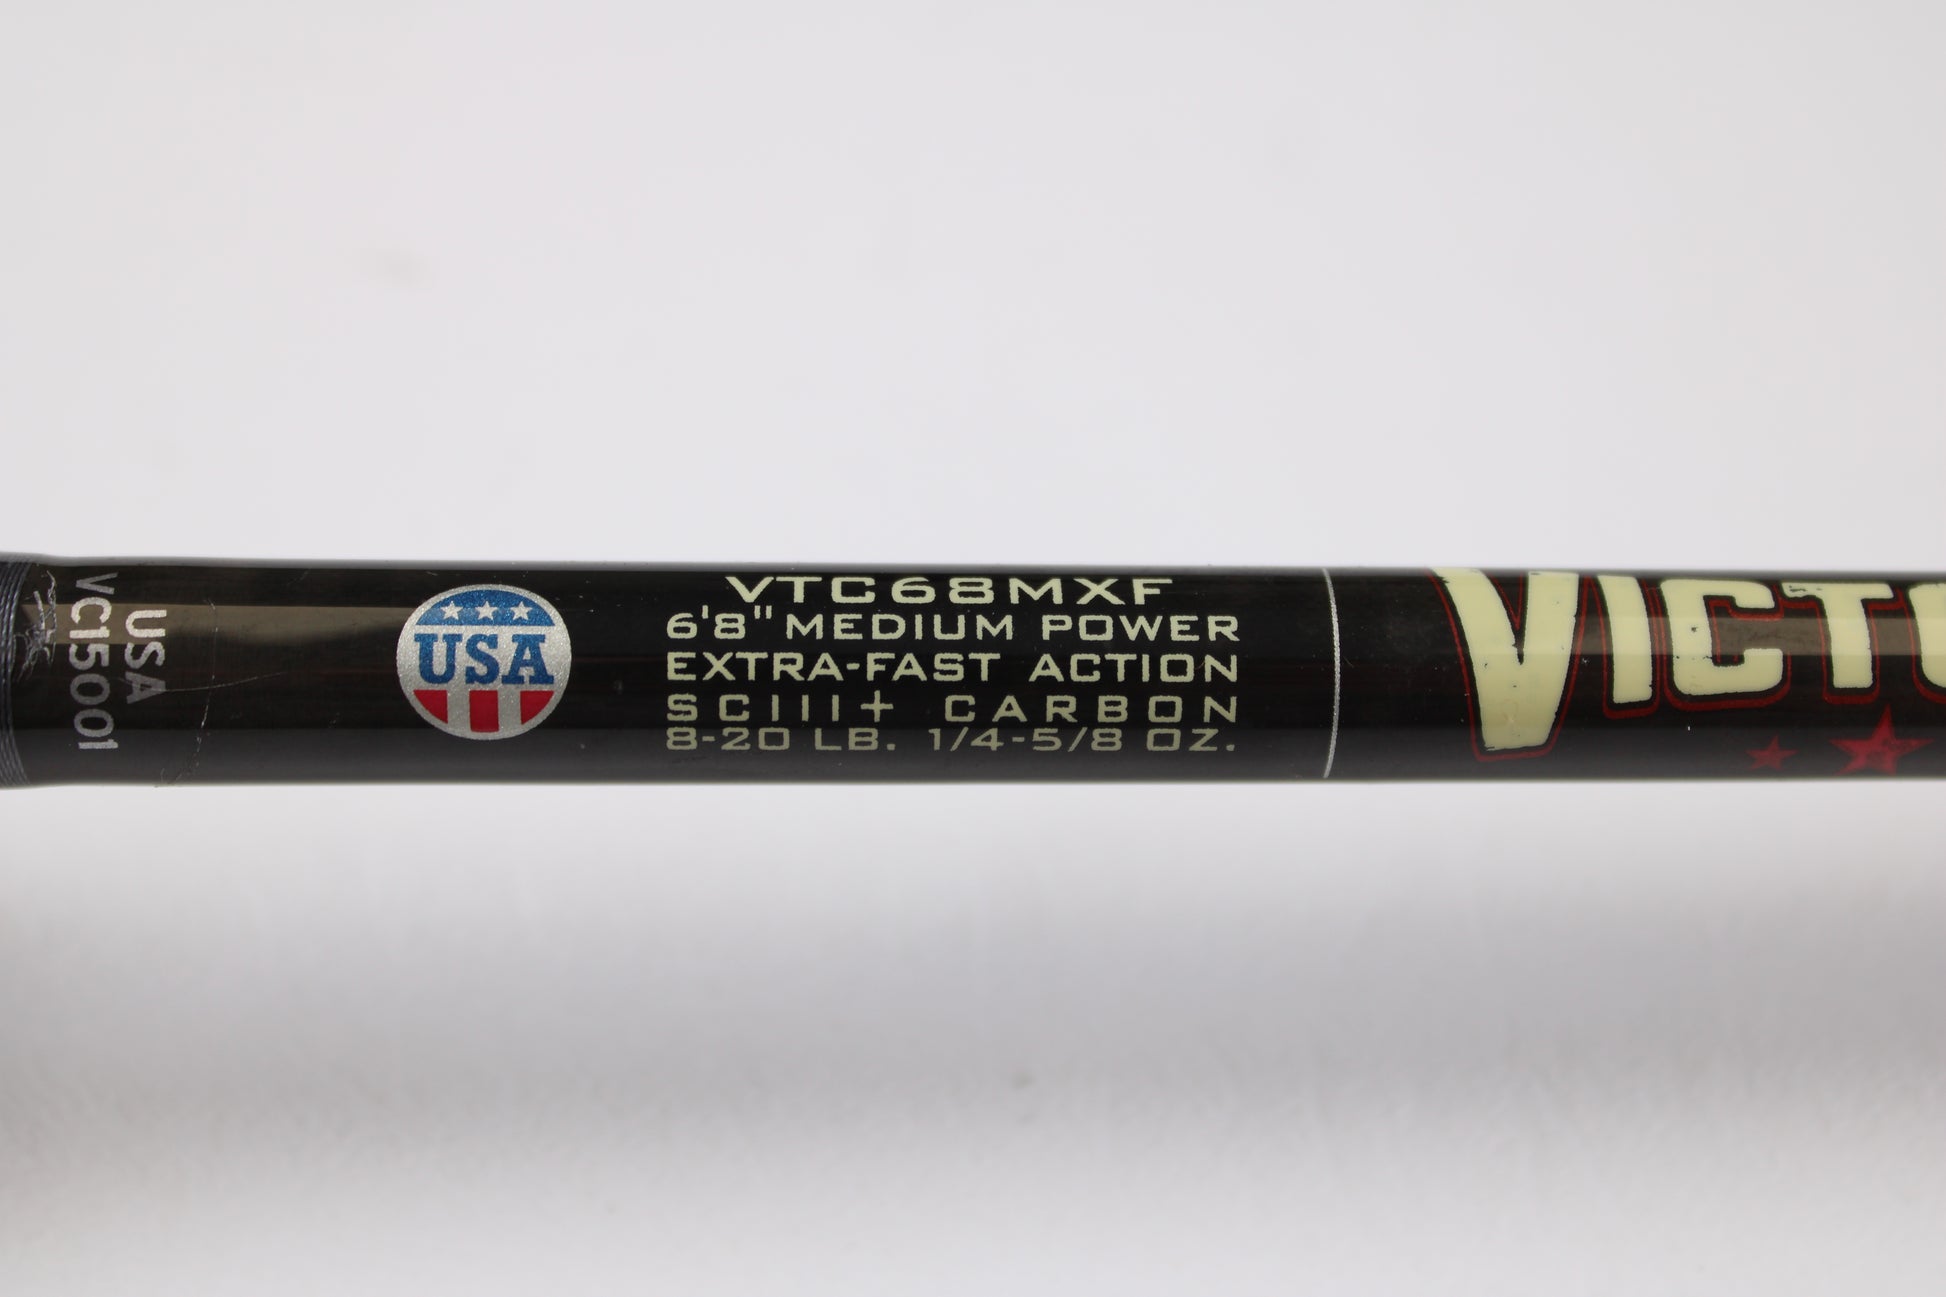 USA
VC15001
USA
VTC68MXF
6'8" MEDIUM POWER
EXTRA-FAST ACTION
SCIII+ CARBON
8-20 LB. 1/4-5/8 OZ.
VICTO